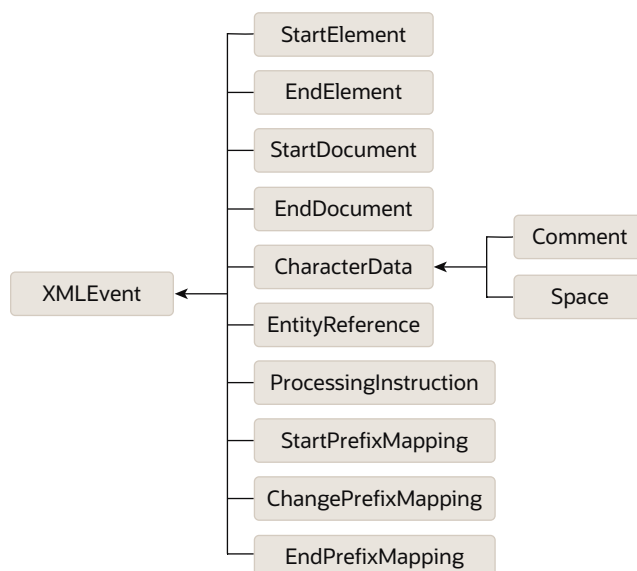 StartElement
EndElement
StartDocument
EndDocument
CharacterData
Comment
Space
XMLEvent
EntityReference
ProcessingInstruction
StartPrefixMapping
ChangePrefixMapping
EndPrefixMapping